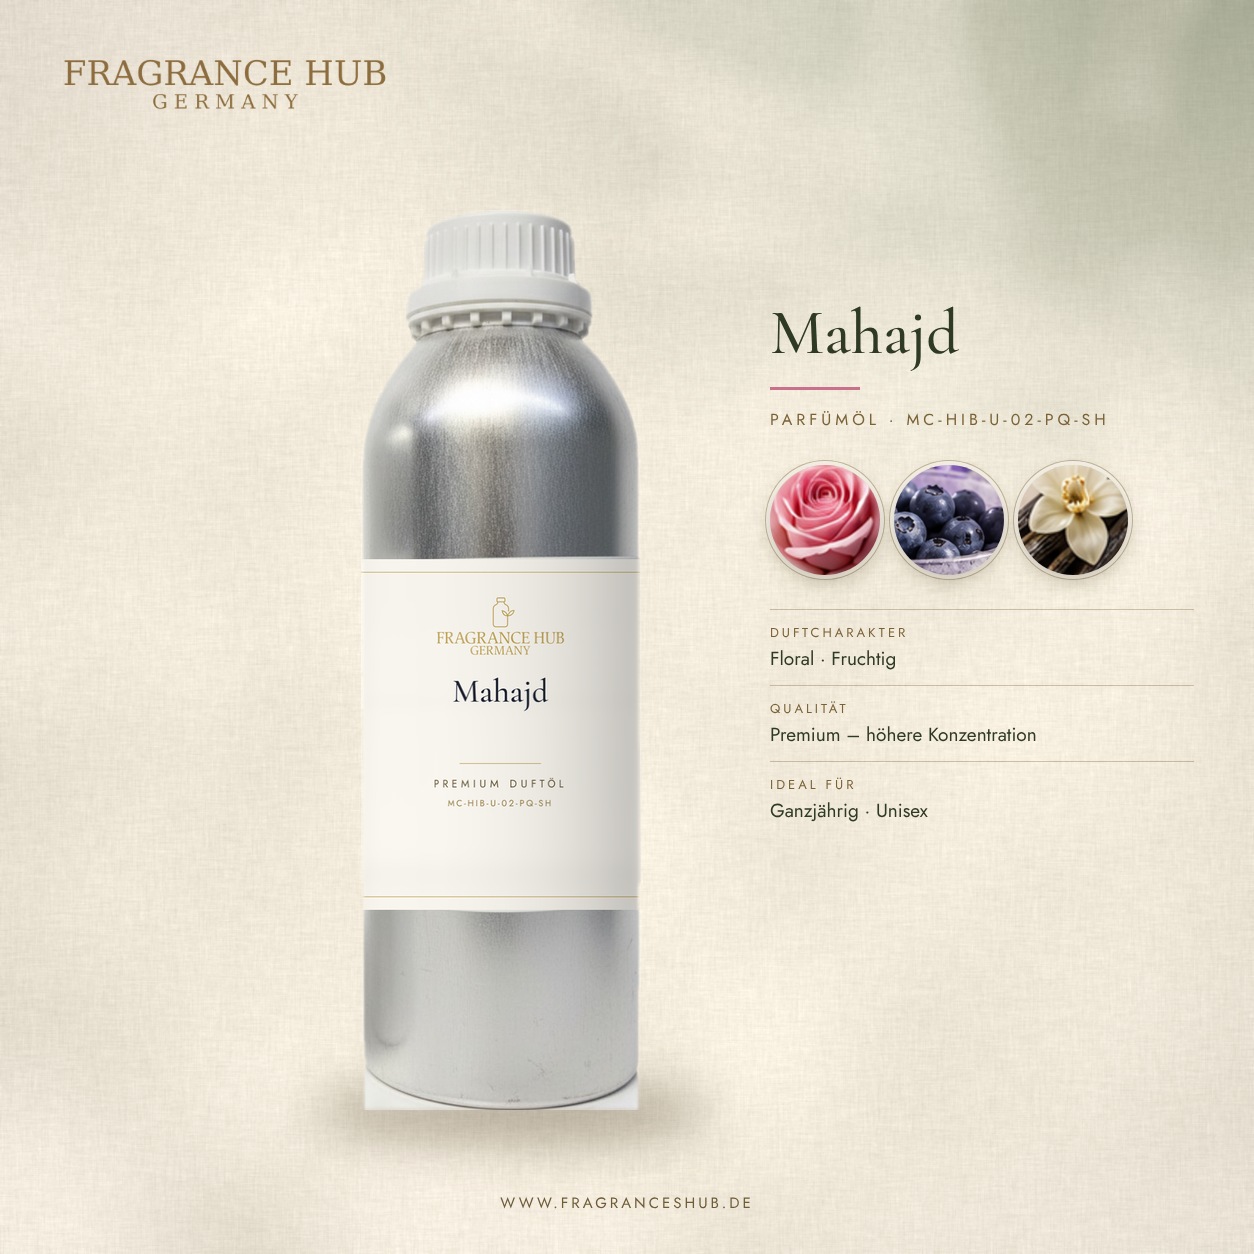 FRAGRANCE HUB
GERMANY
Mahajd
PARFÜMÖL · MC-HIB-U-02-PQ-SH
DUFTCHARAKTER
Floral · Fruchtig
QUALITÄT
Premium – höhere Konzentration
IDEAL FÜR
Ganzjährig · Unisex
FRAGRANCE HUB
GERMANY
Mahajd
PREMIUM DUFTÖL
MC-HIB-U-02-PQ-SH
WWW.FRAGRANCESHUB.DE